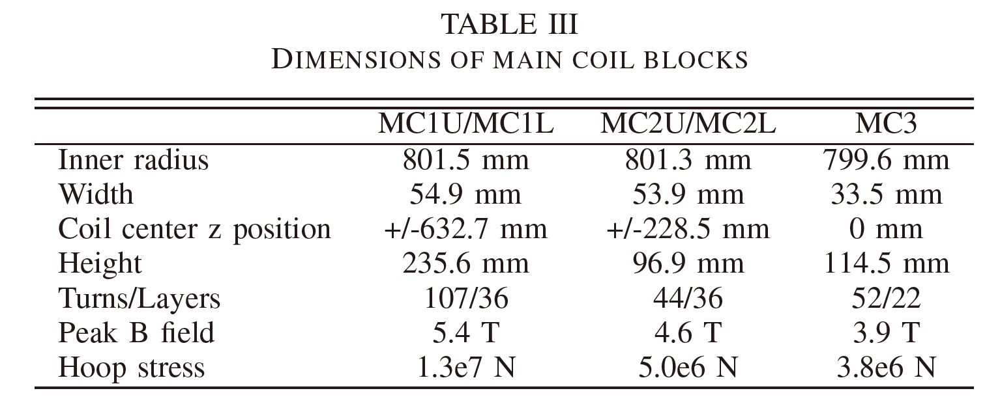 TABLE III
DIMENSIONS OF MAIN COIL BLOCKS
MC1U/MC1L MC2U/MC2L MC3
Inner radius 801.5 mm 801.3 mm 799.6 mm
Width 54.9 mm 53.9 mm 33.5 mm
Coil center z position +/-632.7 mm +/-228.5 mm 0 mm
Height 235.6 mm 96.9 mm 114.5 mm
Turns/Layers 107/36 44/36 52/22
Peak B field 5.4 T 4.6 T 3.9 T
Hoop stress 1.3e7 N 5.0e6 N 3.8e6 N